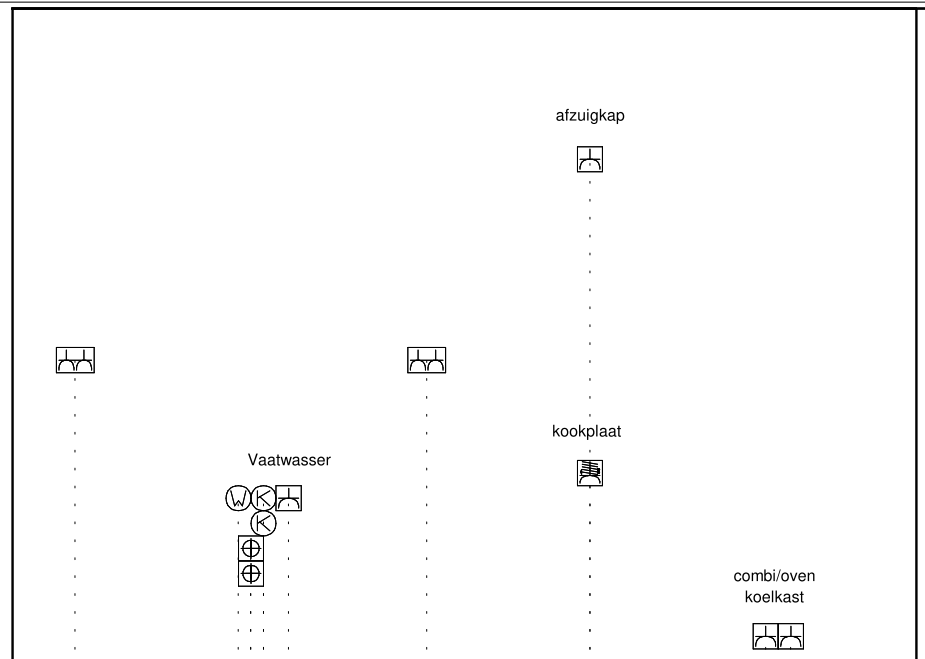 afzuigkap
kookplaat
Vaatwasser
W K
K
combi/oven
koelkast